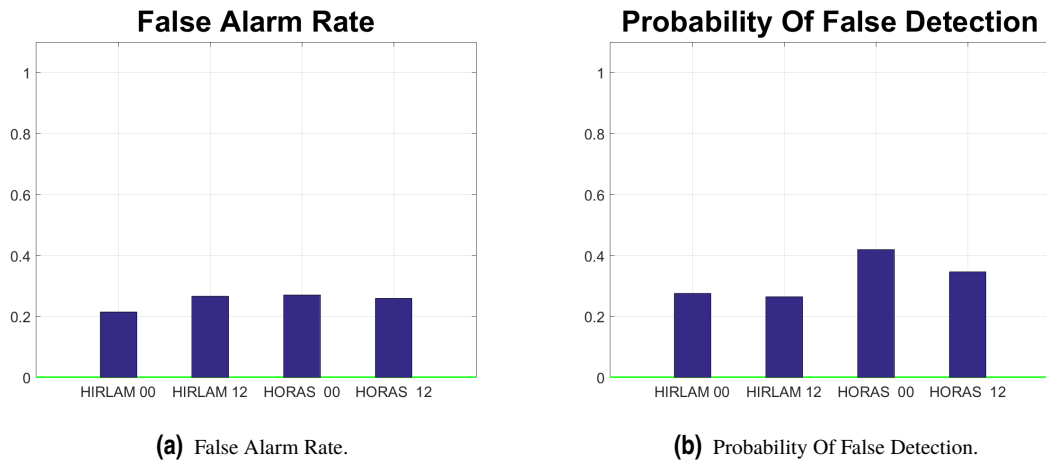 False Alarm Rate
1
0.8
0.6
0.4
0.2
0
HIRLAM 00 HIRLAM 12 HORAS 00 HORAS 12
(a) False Alarm Rate.
Probability Of False Detection
1
0.8
0.6
0.4
0.2
0
HIRLAM 00 HIRLAM 12 HORAS 00 HORAS 12
(b) Probability Of False Detection.